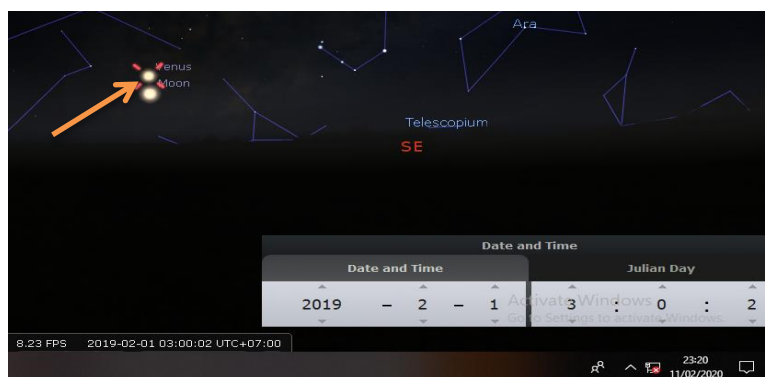 Ara
Venus
Moon
Telescopium
SE
Date and Time
Date and Time
Julian Day
2019 – 2 – 1
3 : 0 : 2
Activate Windows
Go to Settings to activate Windows.
8.23 FPS 2019-02-01 03:00:02 UTC+07:00
23:20
11/02/2020